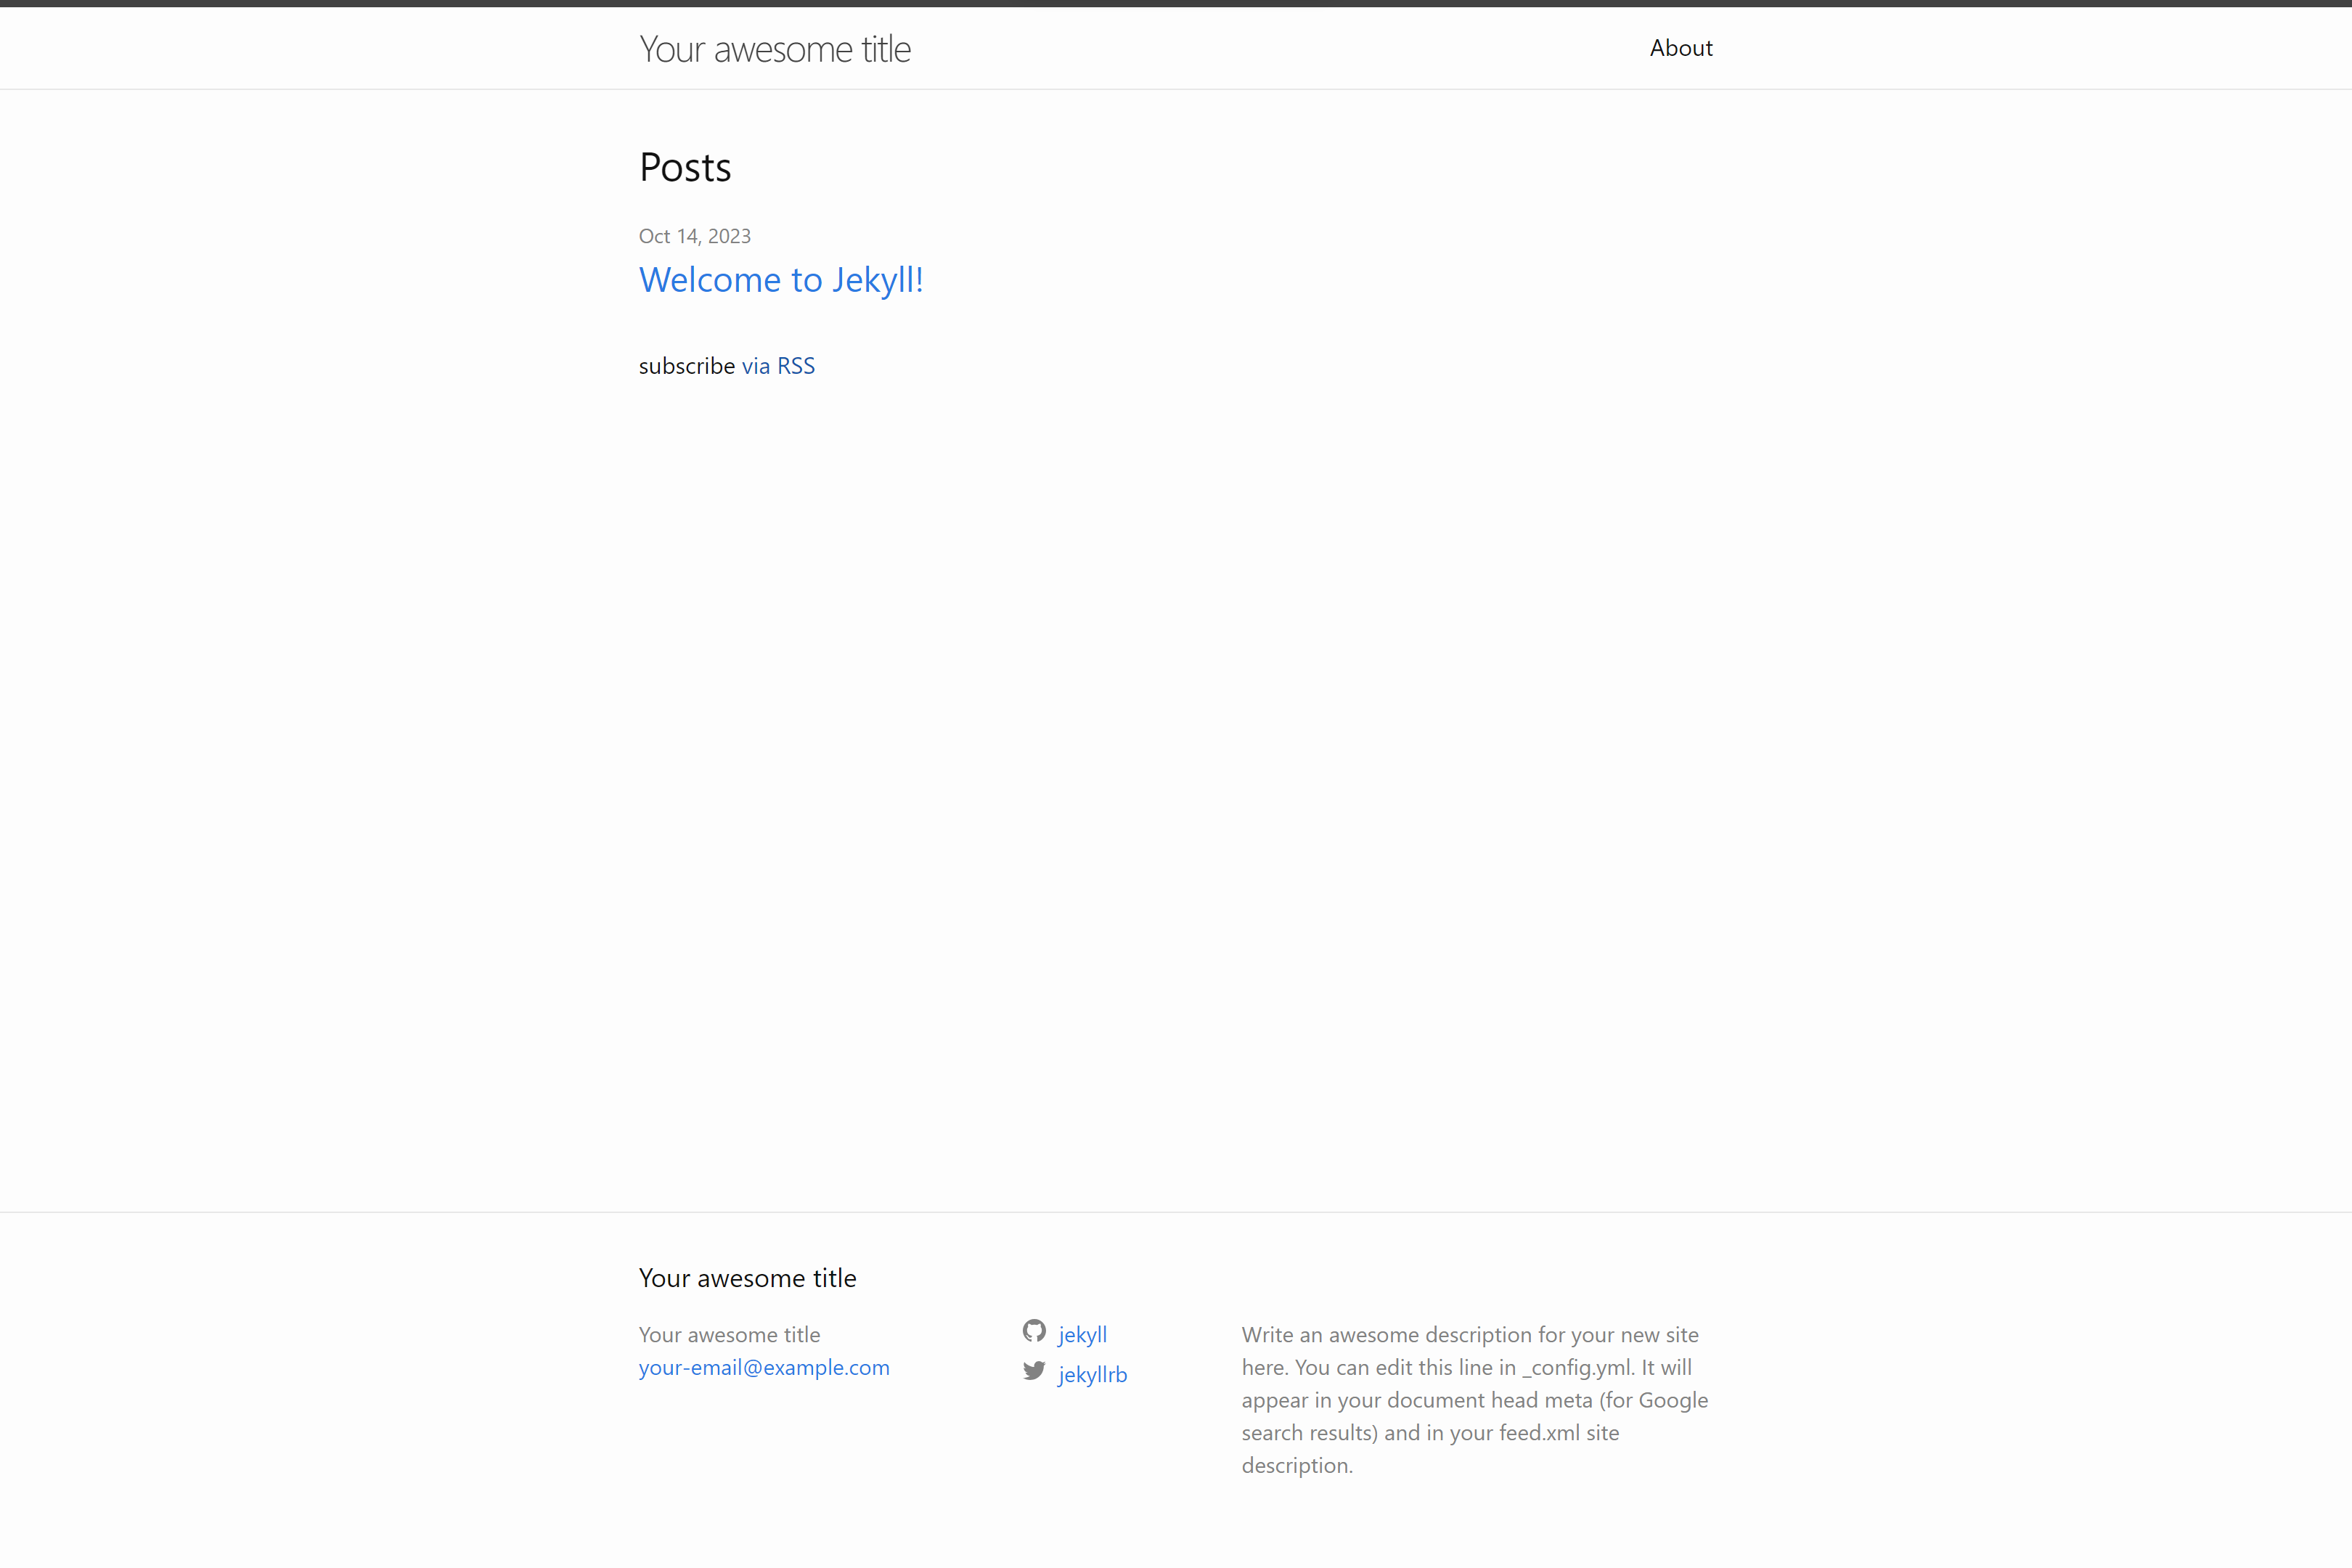 Your awesome title
About
Posts
Oct 14, 2023
Welcome to Jekyll!
subscribe via RSS
Your awesome title
Your awesome title
your-email@example.com
jekyll
jekyllrb
Write an awesome description for your new site
here. You can edit this line in _config.yml. It will
appear in your document head meta (for Google
search results) and in your feed.xml site
description.